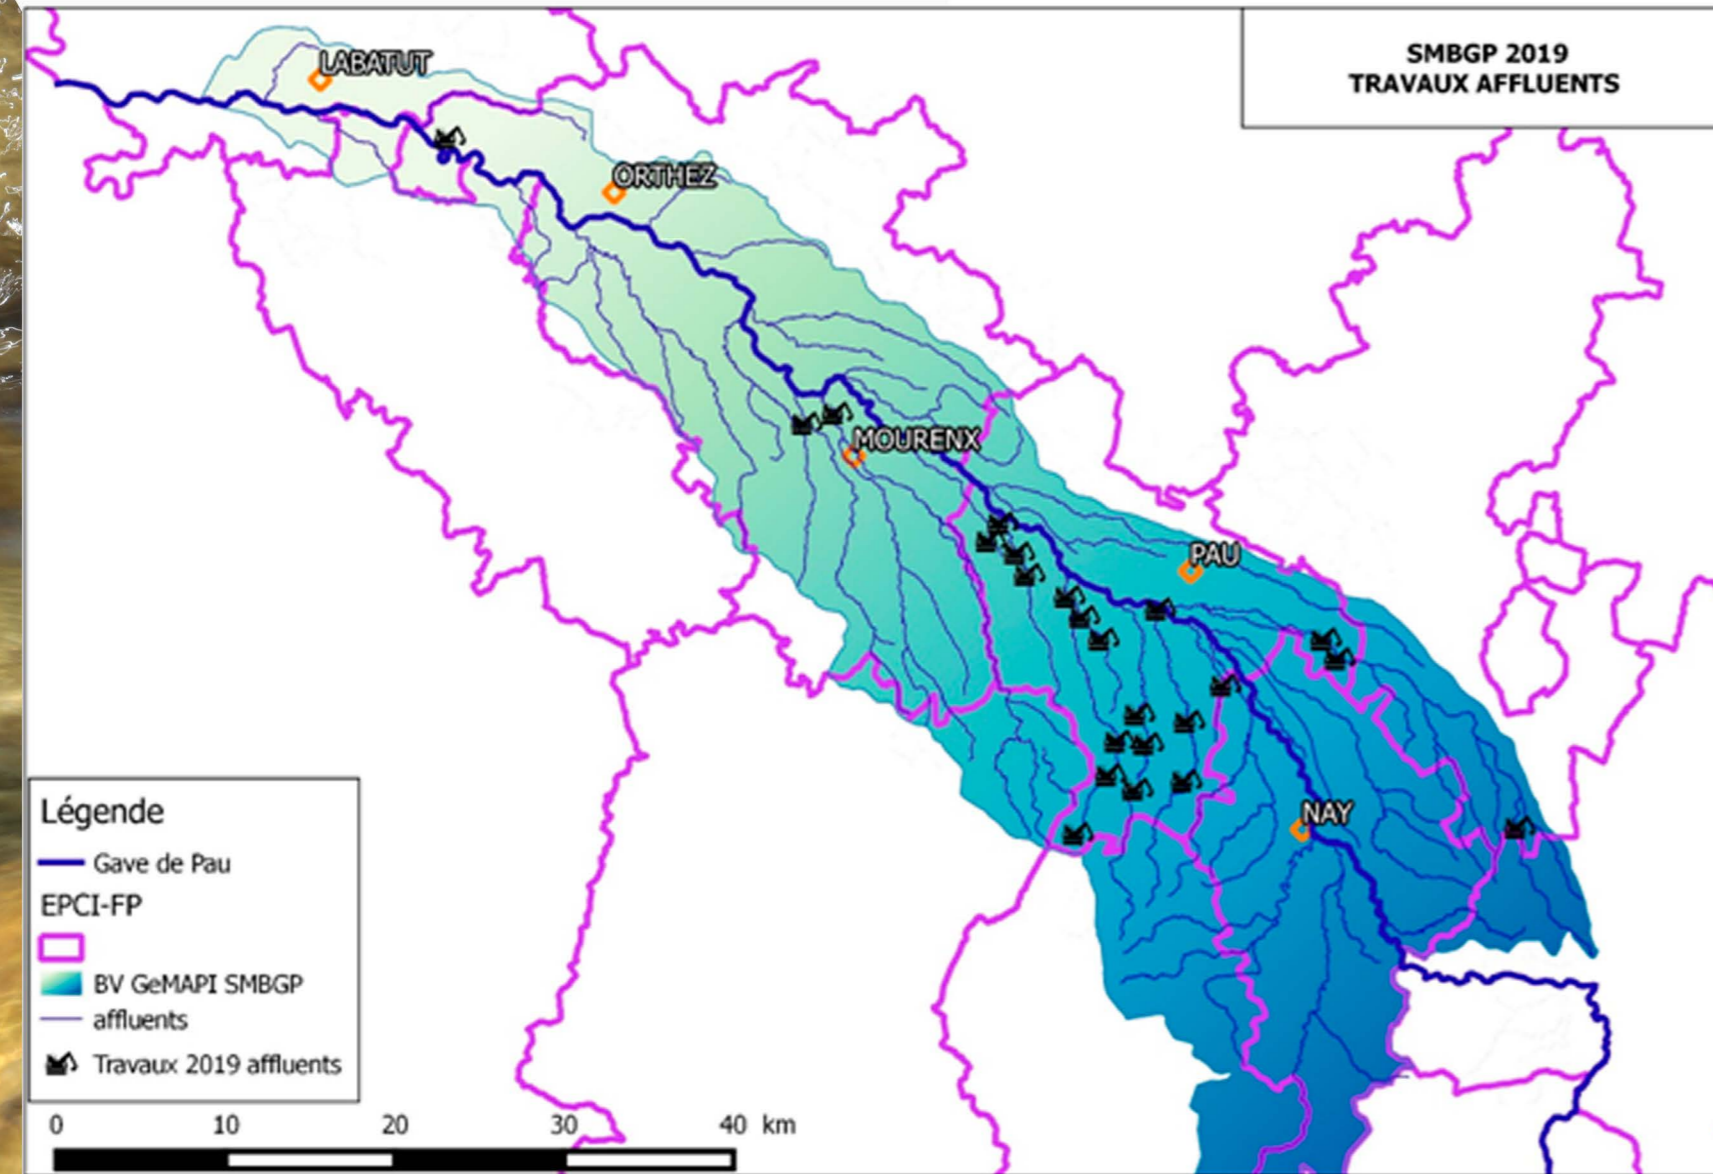 SMBGP 2019
TRAVAUX AFFLUENTS
LABATUT
ORTHEZ
MOURENX
PAU
NAY
Légende
Gave de Pau
EPCI-FP
BV GeMAPI SMBGP
affluents
Travaux 2019 affluents
0 10 20 30 40 km